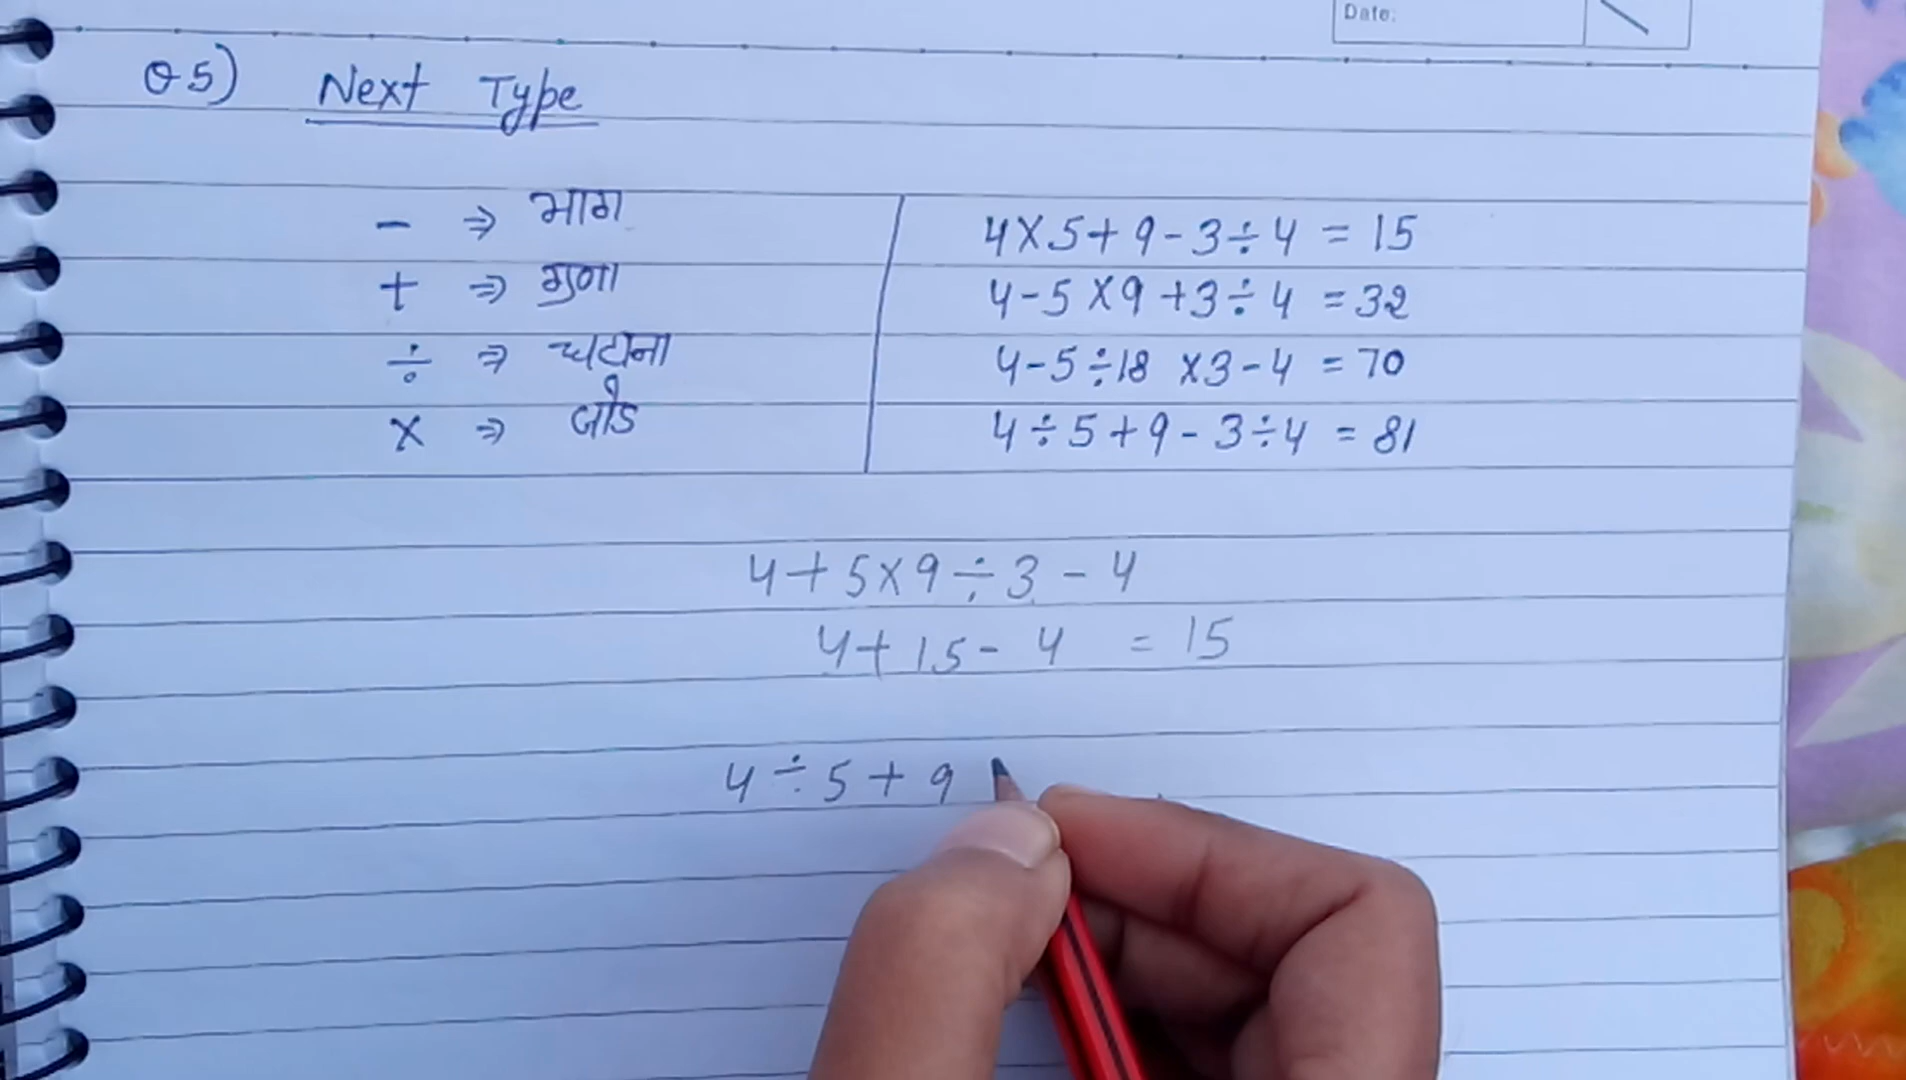 Date:
Q5) Next Type
- ⇒ भाग
+ ⇒ गुणा
÷ ⇒ घटाना
× ⇒ जोड
4×5+9-3÷4 = 15
4-5×9+3÷4 = 32
4-5÷18×3-4 = 70
4÷5+9-3÷4 = 81
4+5×9÷3-4
4+15-4 = 15
4÷5+9